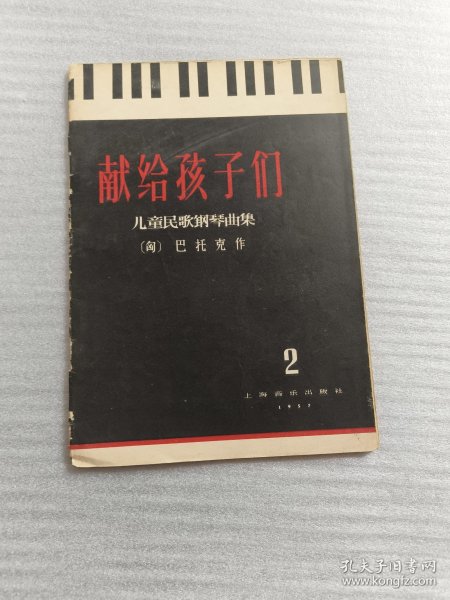 献给孩子们
儿童民歌钢琴曲集
〔匈〕 巴托克作
2
上海音乐出版社
1957
孔夫子旧书网
www.kongfz.com